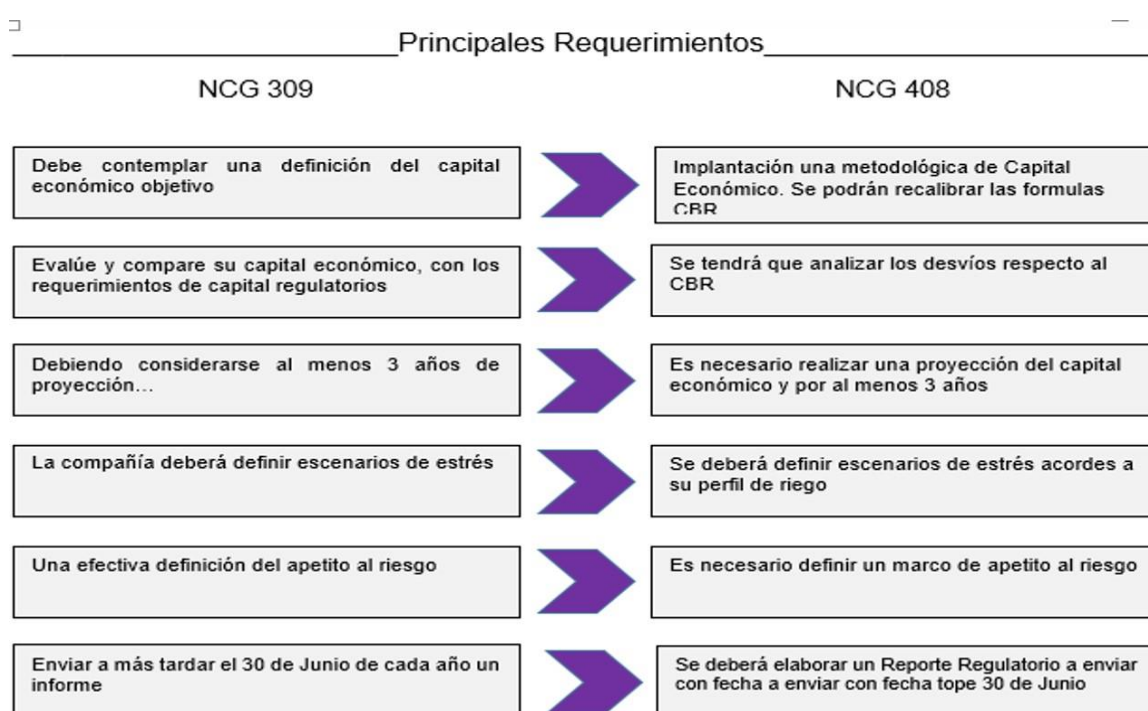 Principales Requerimientos
NCG 309
NCG 408
Debe contemplar una definición del capital
económico objetivo
Implantación una metodológica de Capital
Económico. Se podrán recalibrar las formulas
CBR
Evalúe y compare su capital económico, con los
requerimientos de capital regulatorios
Se tendrá que analizar los desvíos respecto al
CBR
Debiendo considerarse al menos 3 años de
proyección...
Es necesario realizar una proyección del capital
económico y por al menos 3 años
La compañía deberá definir escenarios de estrés
Se deberá definir escenarios de estrés acordes a
su perfil de riego
Una efectiva definición del apetito al riesgo
Es necesario definir un marco de apetito al riesgo
Enviar a más tardar el 30 de Junio de cada año un
informe
Se deberá elaborar un Reporte Regulatorio a enviar
con fecha a enviar con fecha tope 30 de Junio